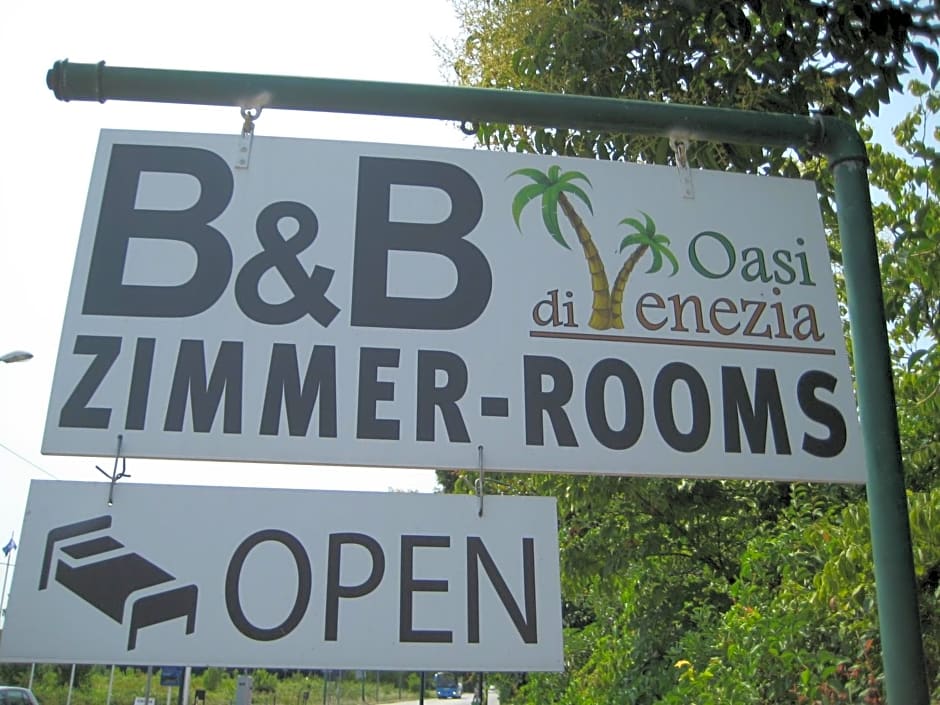 B&B
Oasi
di Venezia
ZIMMER-ROOMS
OPEN